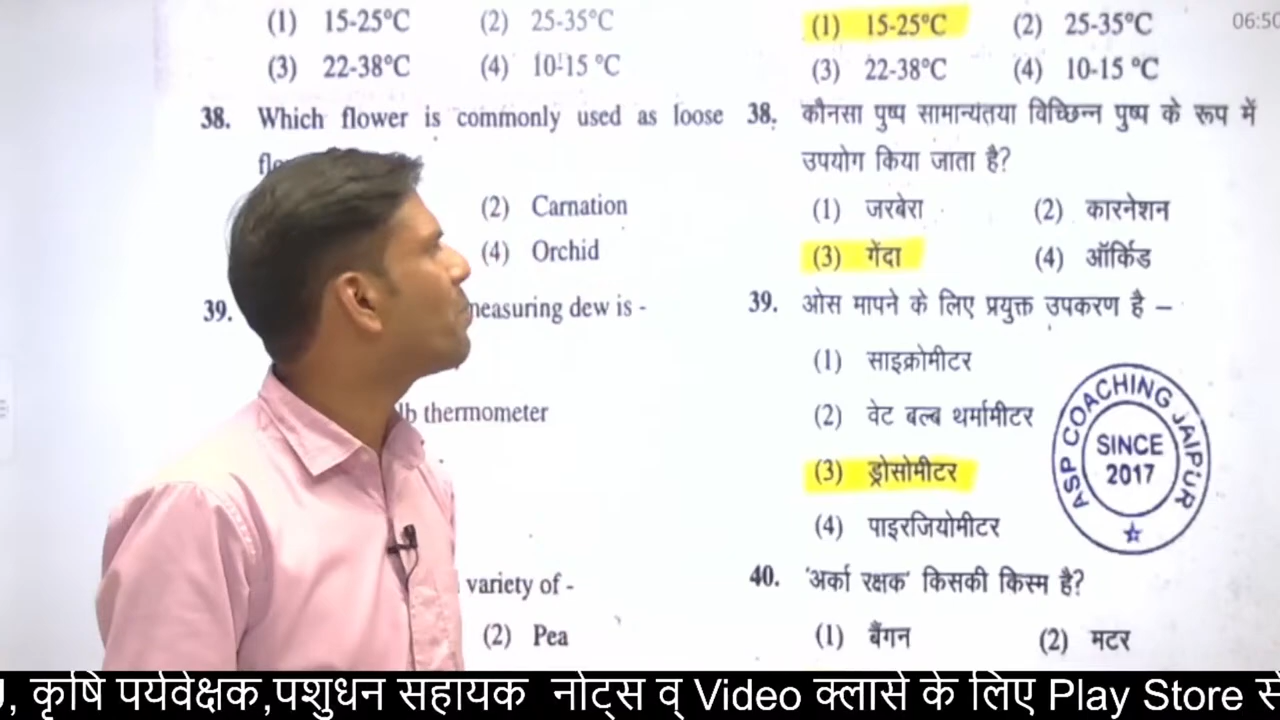 (1) 15-25°C (2) 25-35°C
(3) 22-38°C (4) 10-15 °C
38. Which flower is commonly used as loose
(2) Carnation
(4) Orchid
39. measuring dew is -
thermometer
variety of -
(2) Pea
(1) 15-25°C (2) 25-35°C
(3) 22-38°C (4) 10-15 °C
38. कौनसा पुष्प सामान्यतया विच्छिन्न पुष्प के रूप में
उपयोग किया जाता है?
(1) जरबेरा (2) कारनेशन
(3) गेंदा (4) ऑर्किड
39. ओस मापने के लिए प्रयुक्त उपकरण है –
(1) साइक्रोमीटर
(2) वेट बल्ब थर्मामीटर
(3) ड्रोसोमीटर
(4) पाइरजियोमीटर
40. 'अर्का रक्षक' किसकी किस्म है?
(1) बैंगन (2) मटर
06:50
ASP COACHING JAIPUR
SINCE
2017
कृषि पर्यवेक्षक,पशुधन सहायक नोट्स व् Video क्लासे के लिए Play Store से